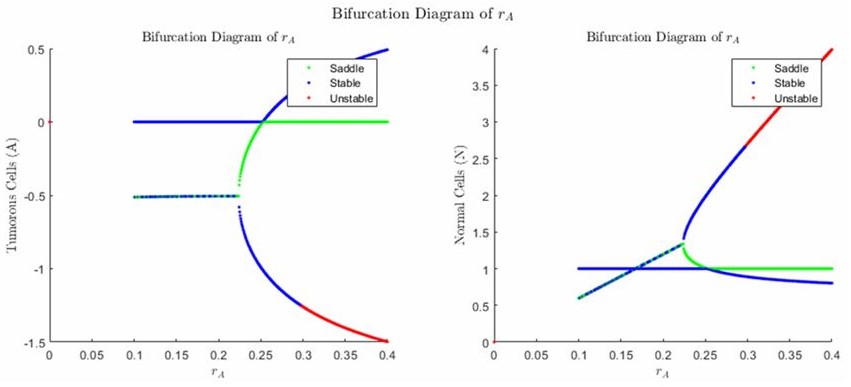 Bifurcation Diagram of r_A
Bifurcation Diagram of r_A
0.5
0
-0.5
-1
-1.5
0 0.05 0.1 0.15 0.2 0.25 0.3 0.35 0.4
Tumorous Cells (A)
r_A
Saddle
Stable
Unstable
Bifurcation Diagram of r_A
4
3.5
3
2.5
2
1.5
1
0.5
0
0 0.05 0.1 0.15 0.2 0.25 0.3 0.35 0.4
Normal Cells (N)
r_A
Saddle
Stable
Unstable